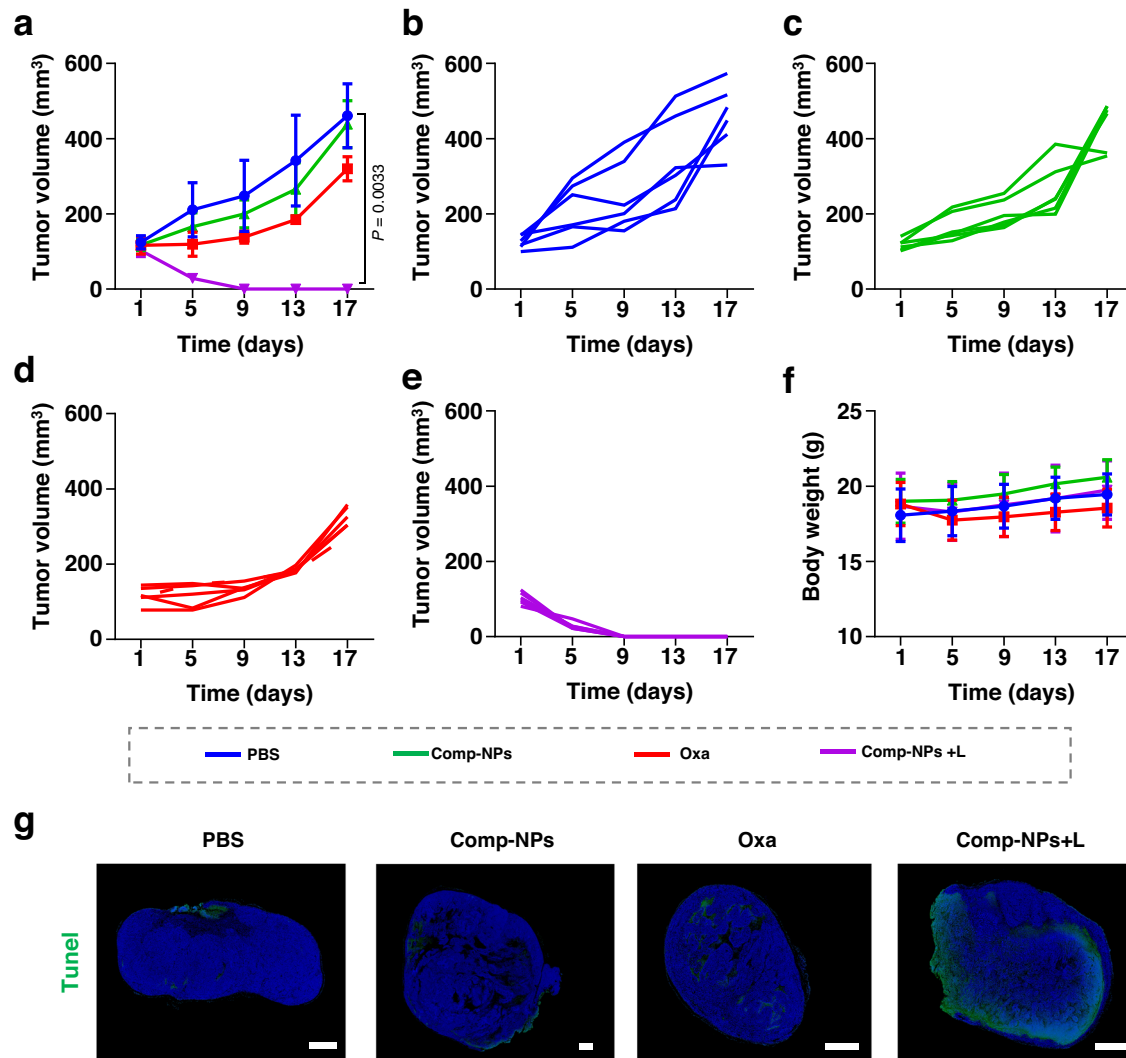 a
Tumor volume (mm³)
600
400
200
0
1 5 9 13 17
Time (days)
P = 0.0033
b
Tumor volume (mm³)
600
400
200
0
1 5 9 13 17
Time (days)
c
Tumor volume (mm³)
600
400
200
0
1 5 9 13 17
Time (days)
d
Tumor volume (mm³)
600
400
200
0
1 5 9 13 17
Time (days)
e
Tumor volume (mm³)
600
400
200
0
1 5 9 13 17
Time (days)
f
Body weight (g)
25
20
15
10
1 5 9 13 17
Time (days)
PBS Comp-NPs Oxa Comp-NPs +L
g
PBS Comp-NPs Oxa Comp-NPs+L
Tunel